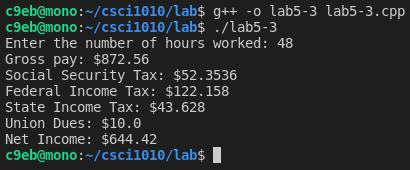 c9eb@mono:~/csci1010/lab$ g++ -o lab5-3 lab5-3.cpp
c9eb@mono:~/csci1010/lab$ ./lab5-3
Enter the number of hours worked: 48
Gross pay: $872.56
Social Security Tax: $52.3536
Federal Income Tax: $122.158
State Income Tax: $43.628
Union Dues: $10.0
Net Income: $644.42
c9eb@mono:~/csci1010/lab$